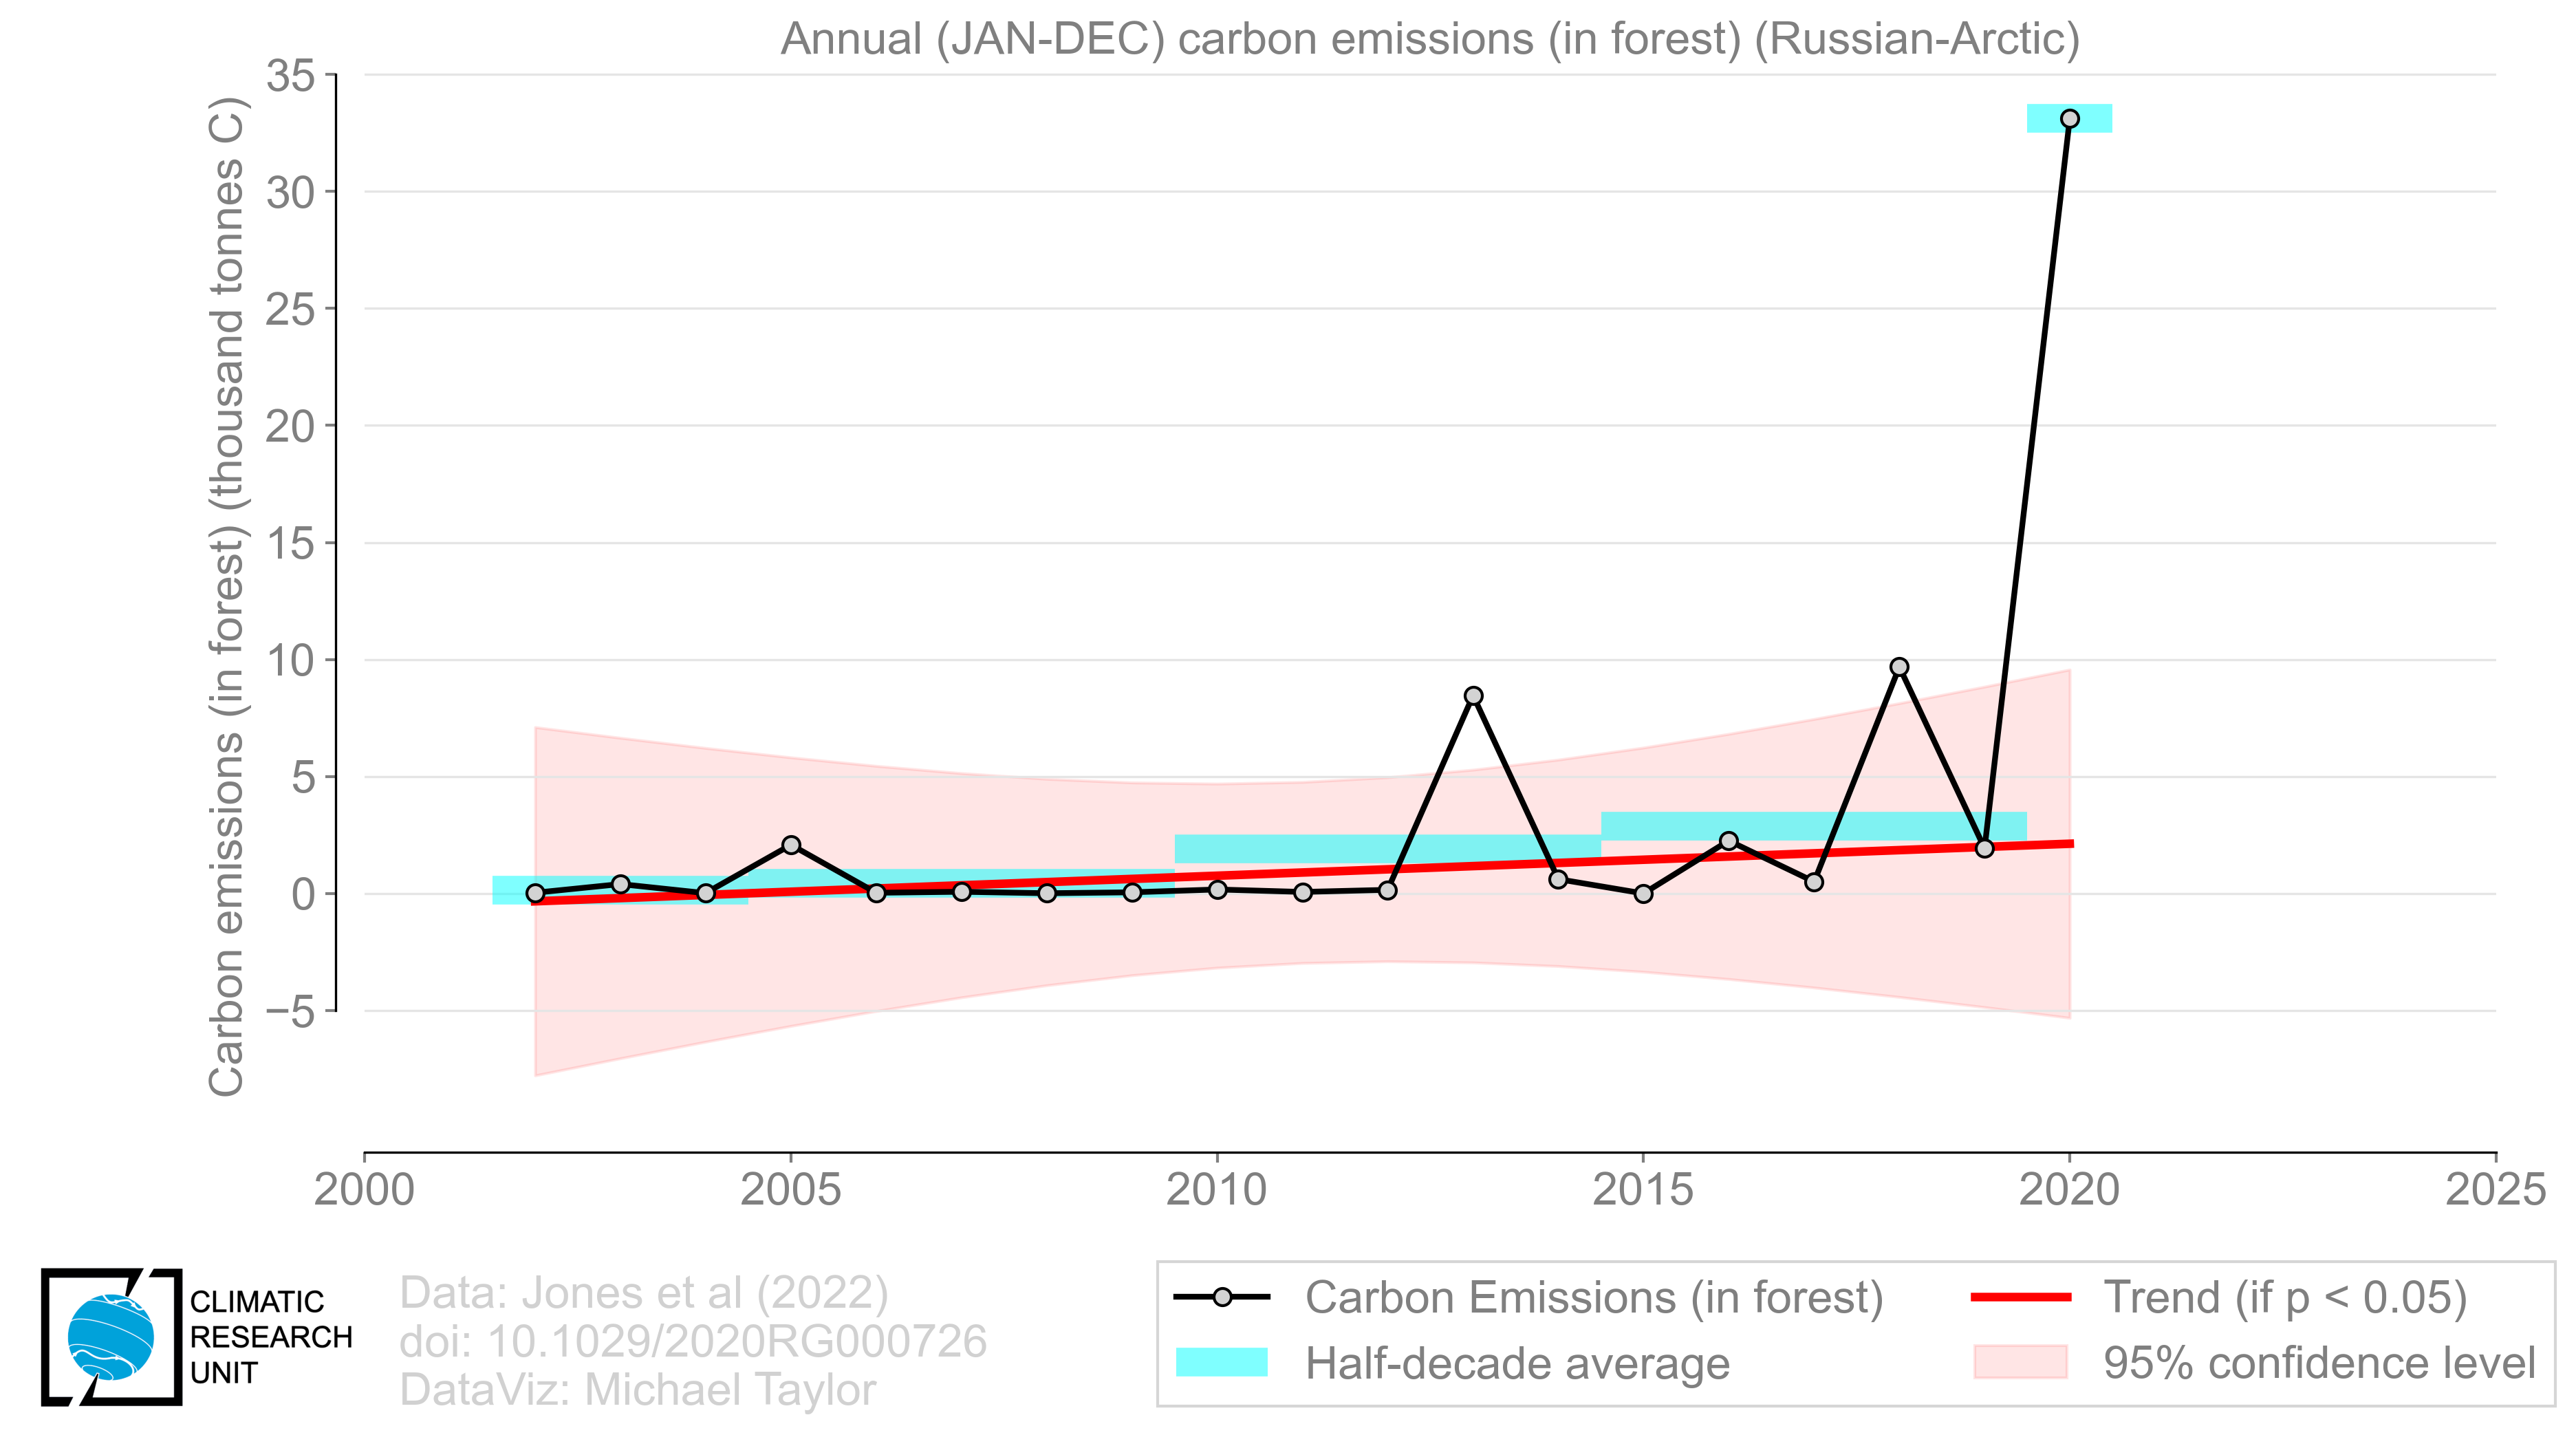 Annual (JAN-DEC) carbon emissions (in forest) (Russian-Arctic)
Carbon emissions (in forest) (thousand tonnes C)
35
30
25
20
15
10
5
0
−5
2000
2005
2010
2015
2020
2025
CLIMATIC
RESEARCH
UNIT
Data: Jones et al (2022)
doi: 10.1029/2020RG000726
DataViz: Michael Taylor
Carbon Emissions (in forest)
Half-decade average
Trend (if p < 0.05)
95% confidence level